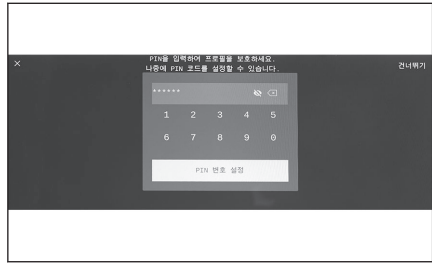 PIN을 입력하여 프로필을 보호하세요.
나중에 PIN 코드를 설정할 수 있습니다.
× 건너뛰기
******
1 2 3 4 5
6 7 8 9 0
PIN 번호 설정